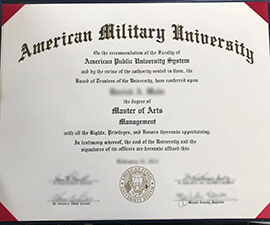 American Military University
On the recommendation of the Faculty of
American Public University System
and by the virtue of the authority vested in them, the
Board of Trustees of the University, have conferred upon
the degree of
Master of Arts
Management
with all the Rights, Privileges, and Honors thereunto appertaining.
In testimony whereof, the seal of the University and the
signatures of its officers are hereunto affixed this